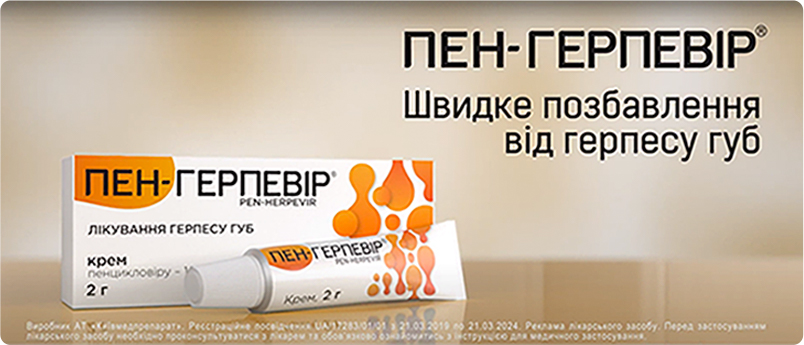 ПЕН-ГЕРПЕВІР®
Швидке позбавлення
від герпесу губ
ПЕН-ГЕРПЕВІР®
PEN-HERPEVIR
ЛІКУВАННЯ ГЕРПЕСУ ГУБ
крем
пенцикловіру –
2 г
ПЕН-ГЕРПЕВІР®
PEN-HERPEVIR
Крем, 2 г
Виробник АТ «Київмедпрепарат». Реєстраційне посвідчення UA/17283/01/01 з 21.03.2019 по 21.03.2024. Реклама лікарського засобу. Перед застосуванням
лікарського засобу необхідно проконсультуватися з лікарем та обов'язково ознайомитись з інструкцією для медичного застосування.